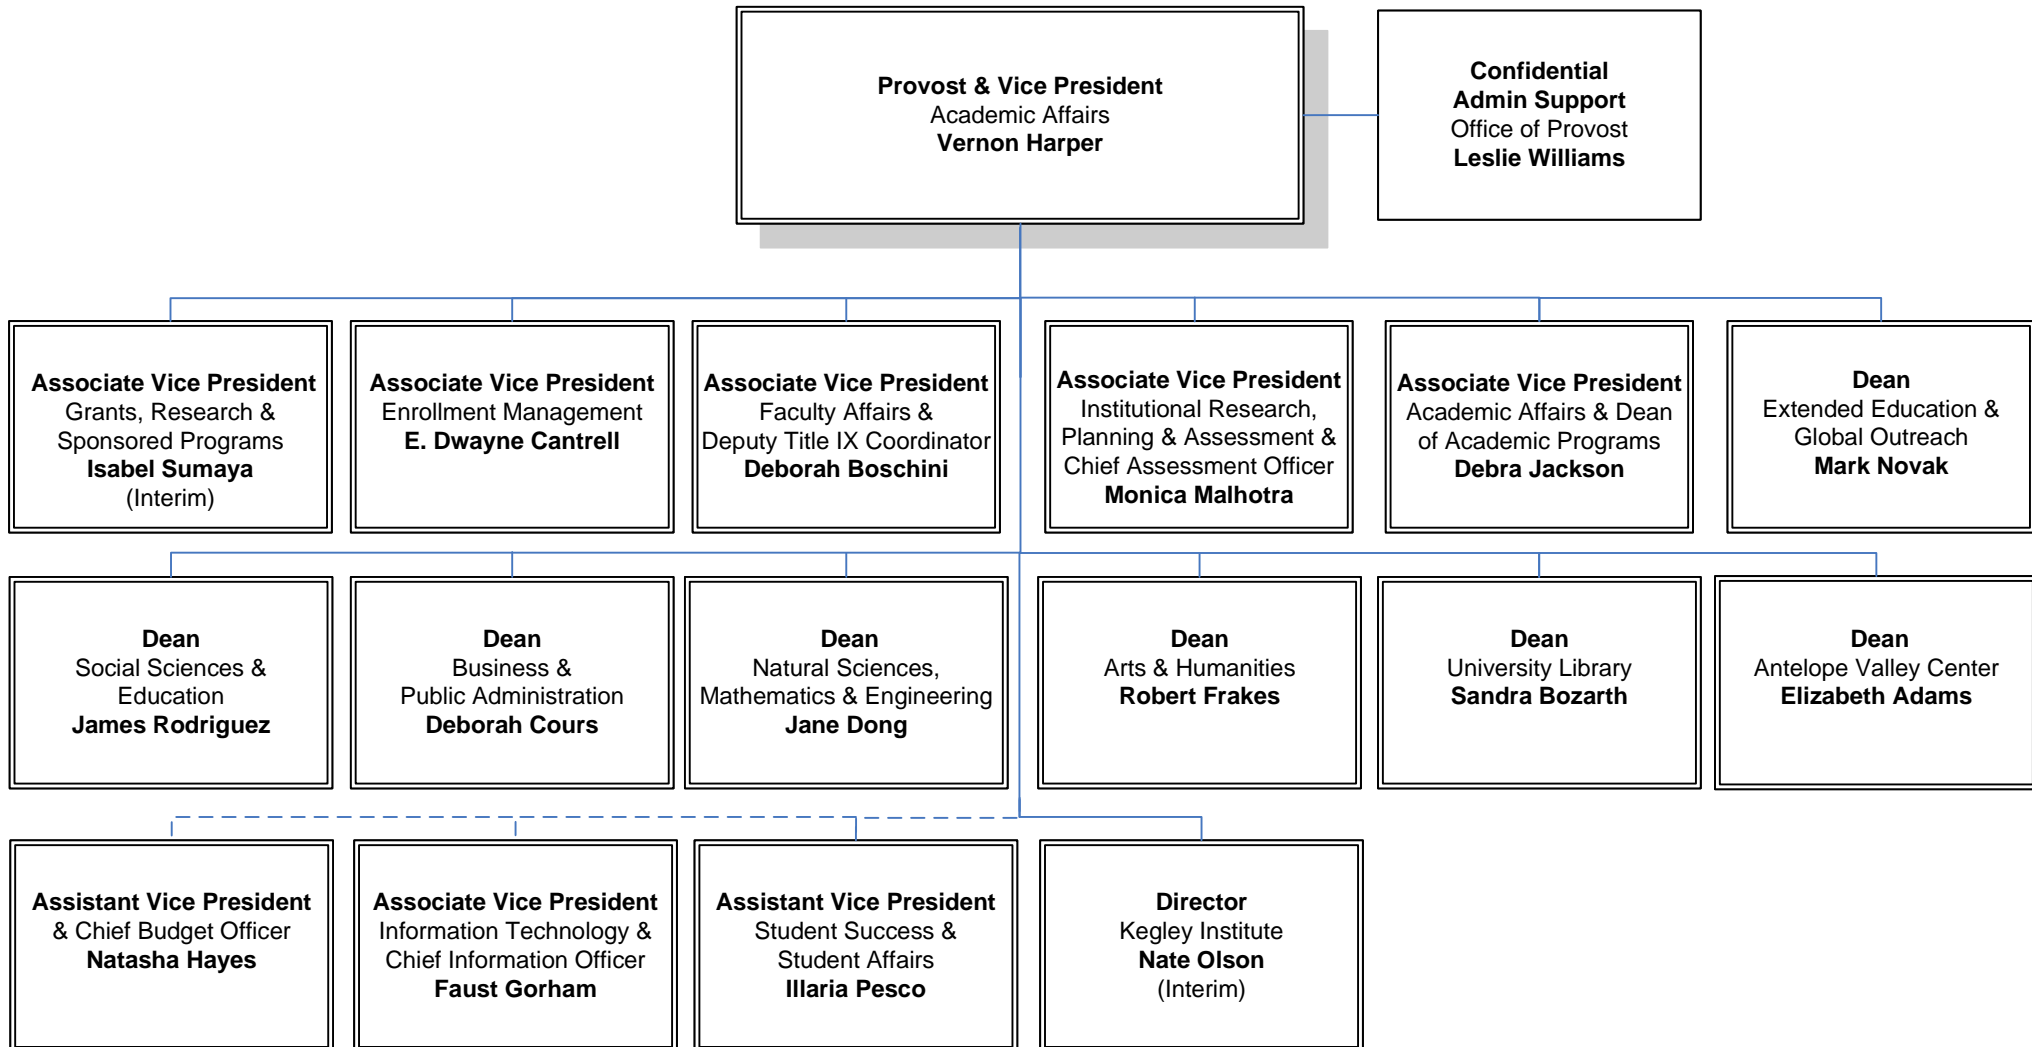 Provost & Vice President
Academic Affairs
Vernon Harper
Confidential
Admin Support
Office of Provost
Leslie Williams
Associate Vice President
Grants, Research &
Sponsored Programs
Isabel Sumaya
(Interim)
Associate Vice President
Enrollment Management
E. Dwayne Cantrell
Associate Vice President
Faculty Affairs &
Deputy Title IX Coordinator
Deborah Boschini
Associate Vice President
Institutional Research,
Planning & Assessment &
Chief Assessment Officer
Monica Malhotra
Associate Vice President
Academic Affairs & Dean
of Academic Programs
Debra Jackson
Dean
Extended Education &
Global Outreach
Mark Novak
Dean
Social Sciences &
Education
James Rodriguez
Dean
Business &
Public Administration
Deborah Cours
Dean
Natural Sciences,
Mathematics & Engineering
Jane Dong
Dean
Arts & Humanities
Robert Frakes
Dean
University Library
Sandra Bozarth
Dean
Antelope Valley Center
Elizabeth Adams
Assistant Vice President
& Chief Budget Officer
Natasha Hayes
Associate Vice President
Information Technology &
Chief Information Officer
Faust Gorham
Assistant Vice President
Student Success &
Student Affairs
Illaria Pesco
Director
Kegley Institute
Nate Olson
(Interim)